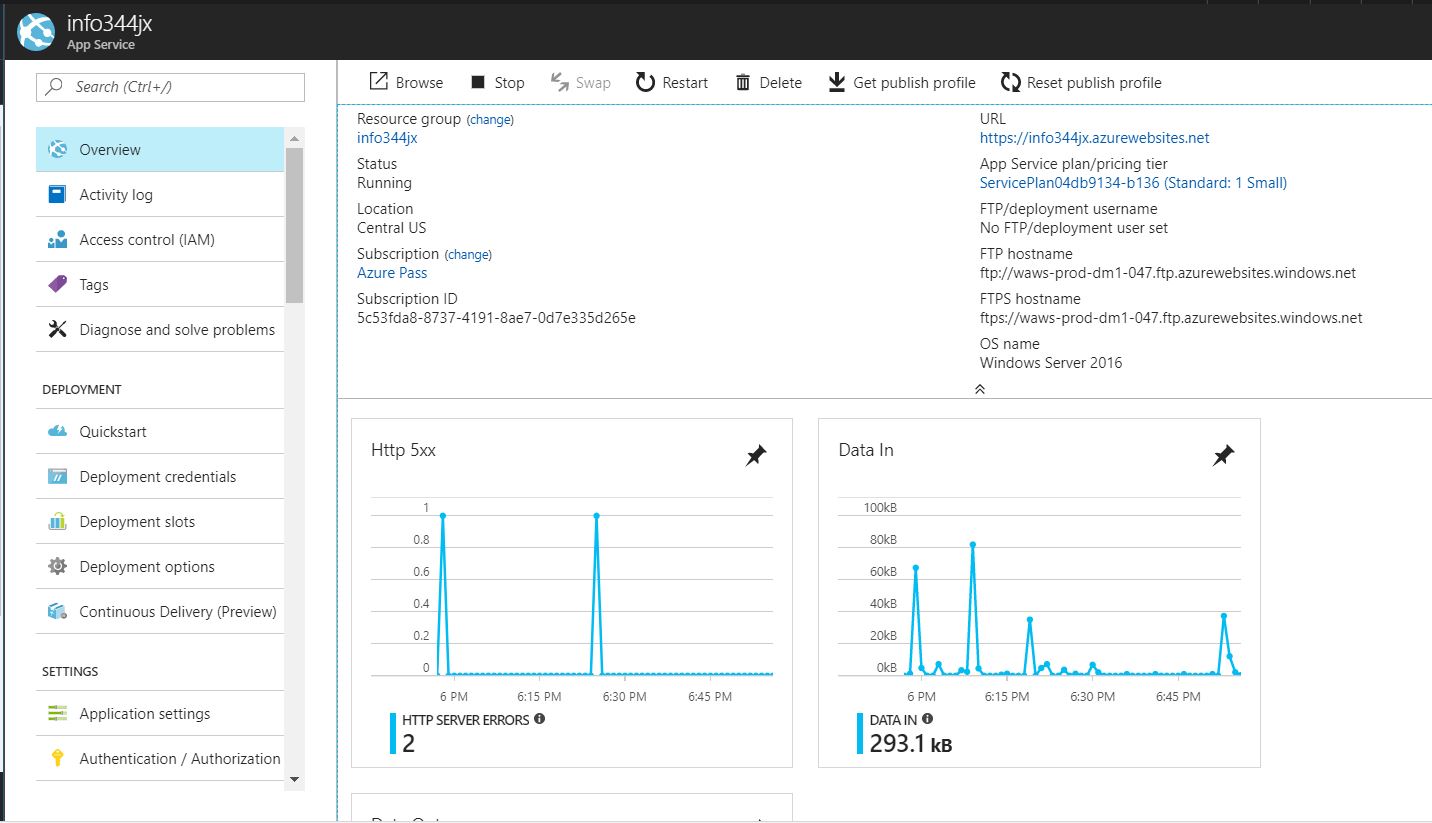 info344jx
App Service
Search (Ctrl+/)
Overview
Activity log
Access control (IAM)
Tags
Diagnose and solve problems
DEPLOYMENT
Quickstart
Deployment credentials
Deployment slots
Deployment options
Continuous Delivery (Preview)
SETTINGS
Application settings
Authentication / Authorization
Browse Stop Swap Restart Delete Get publish profile Reset publish profile
Resource group (change)
info344jx
Status
Running
Location
Central US
Subscription (change)
Azure Pass
Subscription ID
5c53fda8-8737-4191-8ae7-0d7e335d265e
URL
https://info344jx.azurewebsites.net
App Service plan/pricing tier
ServicePlan04db9134-b136 (Standard: 1 Small)
FTP/deployment username
No FTP/deployment user set
FTP hostname
ftp://waws-prod-dm1-047.ftp.azurewebsites.windows.net
FTPS hostname
ftps://waws-prod-dm1-047.ftp.azurewebsites.windows.net
OS name
Windows Server 2016
Http 5xx
1
0.8
0.6
0.4
0.2
0
6 PM 6:15 PM 6:30 PM 6:45 PM
HTTP SERVER ERRORS
2
Data In
100kB
80kB
60kB
40kB
20kB
0kB
6 PM 6:15 PM 6:30 PM 6:45 PM
DATA IN
293.1 kB